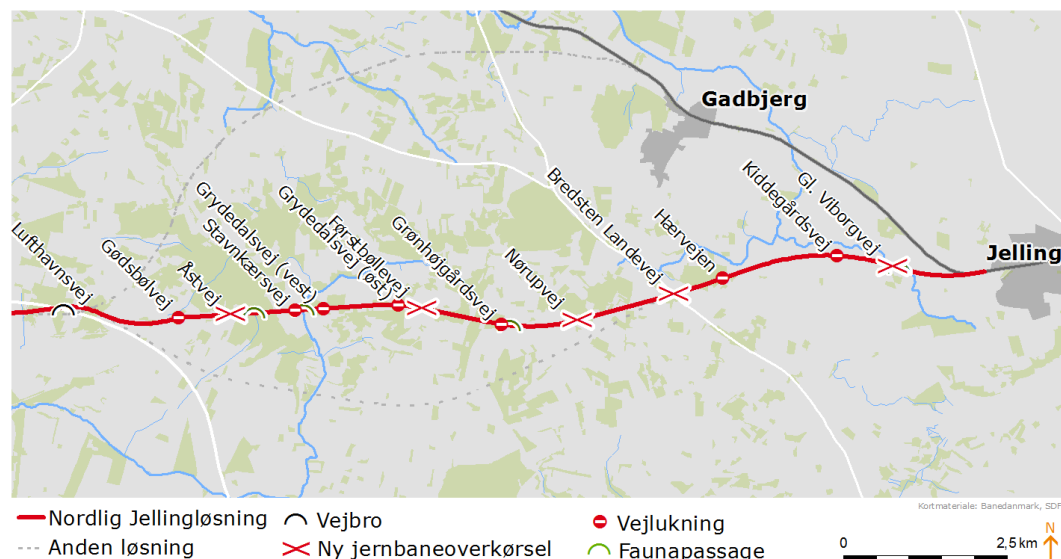 Gadbjerg
Jelling
Lufthavnsvej
Gødsbølvej
Åstvej
Stavnkærsvej
Grydedalsvej (vest)
Grydedalsvej (øst)
Førstbøllevej
Grønhøjgårdsvej
Nørupvej
Bredsten Landevej
Hærvejen
Kiddegårdsvej
Gl. Viborgvej
Kortmateriale: Banedanmark, SDF
Nordlig Jellingløsning
Vejbro
Vejlukning
Anden løsning
Ny jernbaneoverkørsel
Faunapassage
0
2,5 km
N